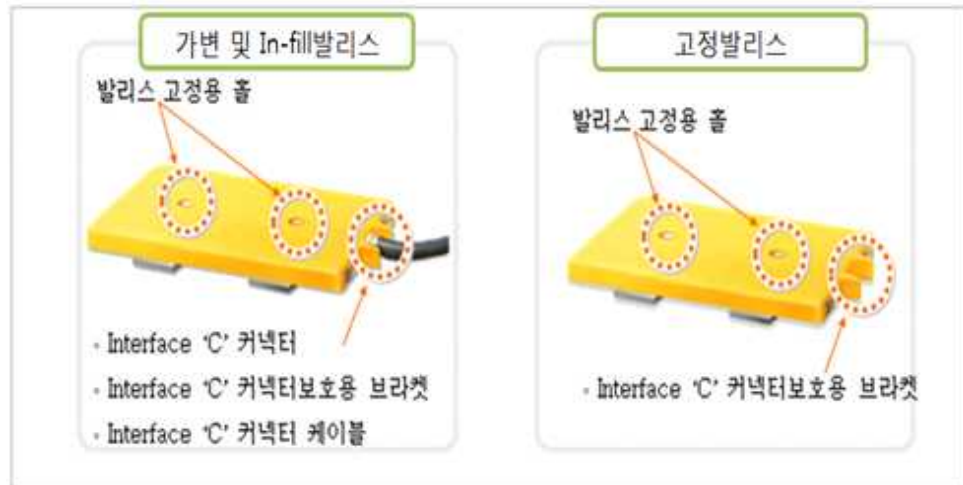 가변 및 In-fill발리스
발리스 고정용 홀
Interface 'C' 커넥터
Interface 'C' 커넥터보호용 브라켓
Interface 'C' 커넥터 케이블
고정발리스
발리스 고정용 홀
Interface 'C' 커넥터보호용 브라켓